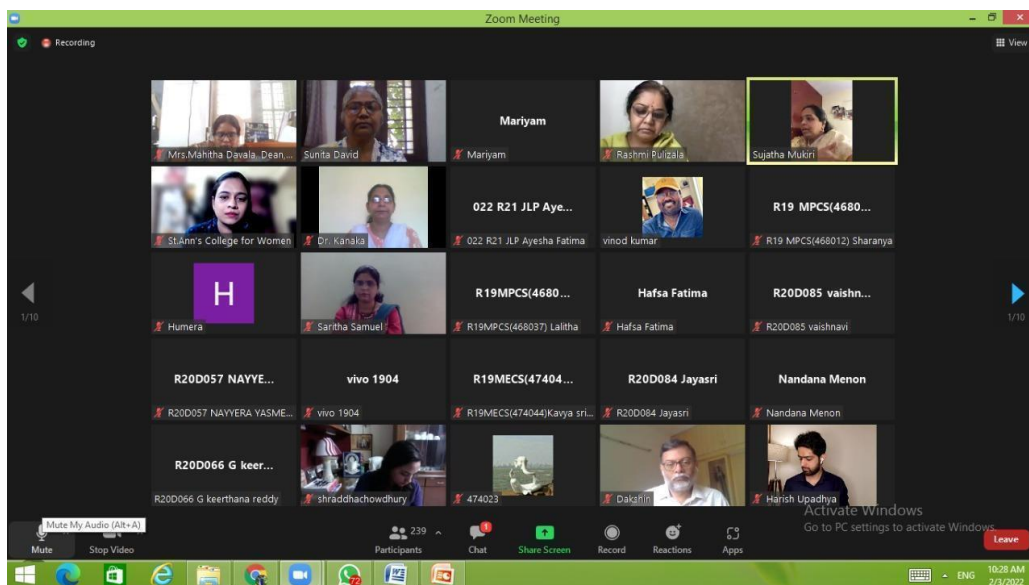 Zoom Meeting
Recording
View
Mrs.Mahitha Davala, Dean,...
Sunita David
Mariyam
Mariyam
Rashmi Pulizala
Sujatha Mukiri
St.Ann's College for Women
Dr. Kanaka
022 R21 JLP Aye...
022 R21 JLP Ayesha Fatima
vinod kumar
R19 MPCS(4680...
R19 MPCS(468012) Sharanya
H
Humera
Saritha Samuel
R19MPCS(4680...
R19MPCS(468037) Lalitha
Hafsa Fatima
Hafsa Fatima
R20D085 vaishn...
R20D085 vaishnavi
1/10
1/10
R20D057 NAYYE...
R20D057 NAYYERA YASME...
vivo 1904
vivo 1904
R19MECS(47404...
R19MECS(474044)Kavya sri...
R20D084 Jayasri
R20D084 Jayasri
Nandana Menon
Nandana Menon
R20D066 G keer...
R20D066 G keerthana reddy
shraddhachowdhury
474023
Dakshin
Harish Upadhya
Activate Windows
Go to PC settings to activate Windows.
Mute My Audio (Alt+A)
Mute
Stop Video
239
Participants
Chat
Share Screen
Record
Reactions
Apps
Leave
72
ENG
10:28 AM